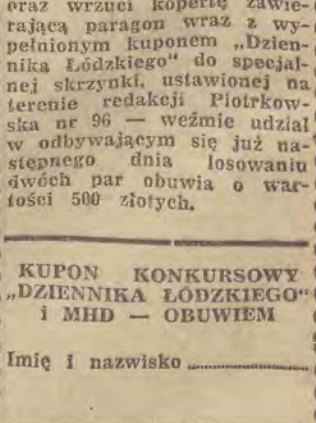 oraz wrzuci kopertę zawie-
rającą paragon wraz z wy-
pełnionym kuponem „Dzien-
nika Łódzkiego" do specjal-
nej skrzynki, ustawionej na
terenie redakcji Piotrkow-
ska nr 96 — weźmie udział
w odbywającym się już na-
stępnego dnia losowaniu
dwóch par obuwia o war-
tości 500 złotych.
KUPON KONKURSOWY
„DZIENNIKA ŁÓDZKIEGO"
i MHD — OBUWIEM
Imię i nazwisko ..................